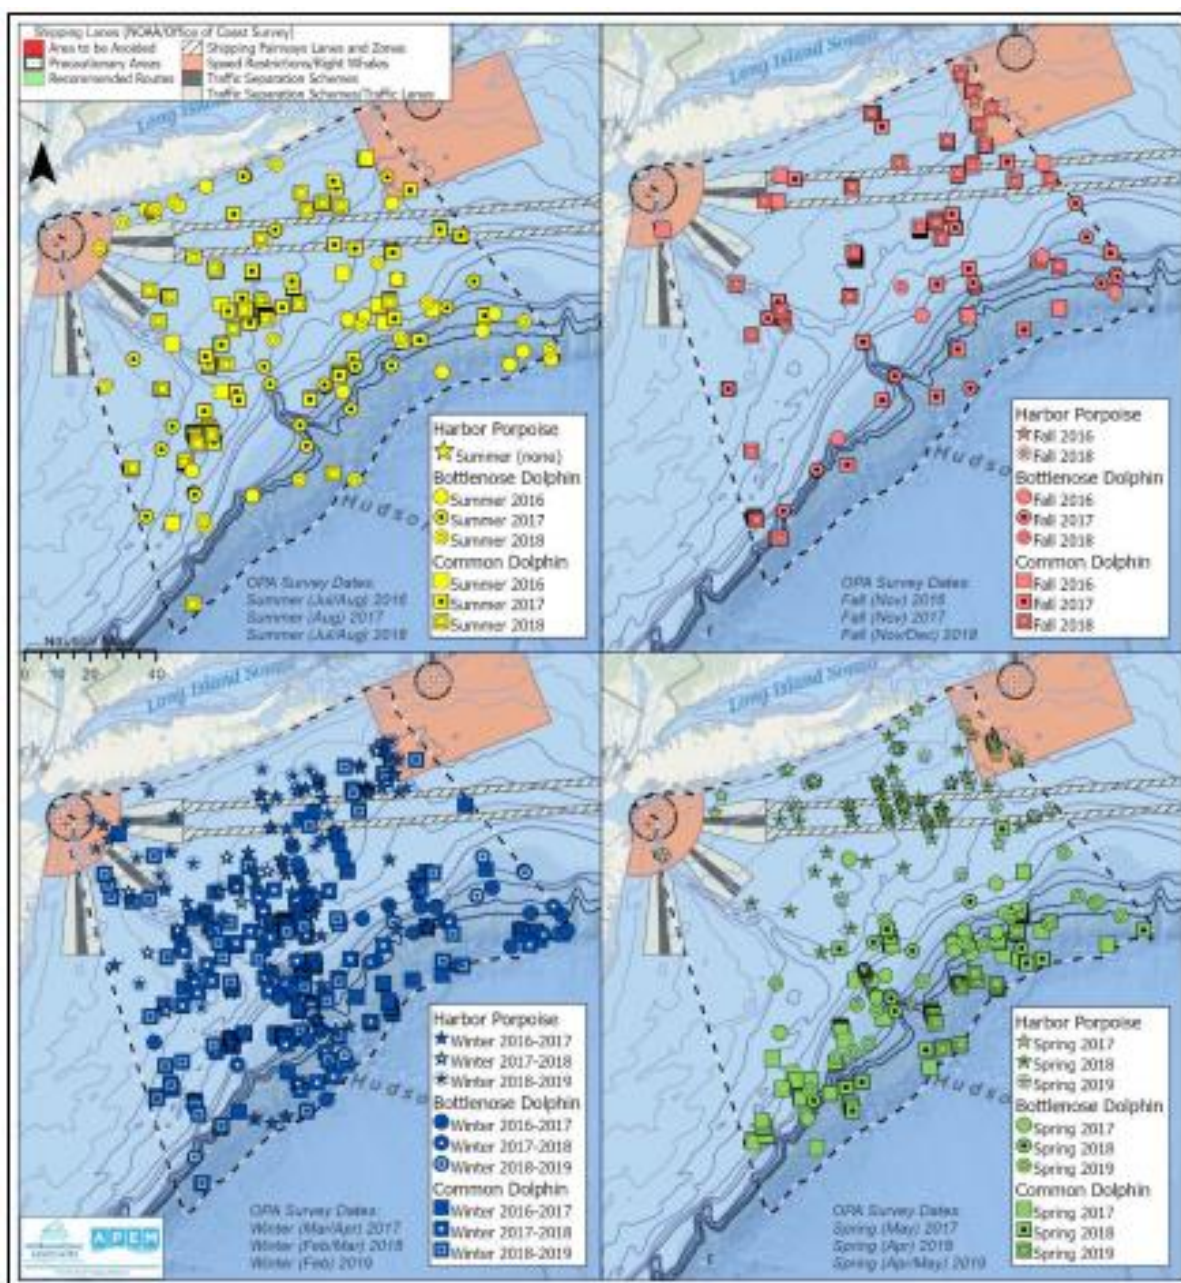 Shipping Lanes (NOAA/Office of Coast Survey)
Area to be Avoided
Precautionary Areas
Recommended Routes
Shipping Fairways Lanes and Zones
Speed Restrictions/Right Whales
Traffic Separation Schemes
Traffic Separation Schemes/Traffic Lanes
Long Island Sound
Hudson
Harbor Porpoise
Summer (none)
Bottlenose Dolphin
Summer 2016
Summer 2017
Summer 2018
Common Dolphin
Summer 2016
Summer 2017
Summer 2018
OPA Survey Dates:
Summer (Jul/Aug) 2016
Summer (Aug) 2017
Summer (Jul/Aug) 2018
Nautical Miles
0 10 20 40
Long Island Sound
Hudso
Harbor Porpoise
Fall 2016
Fall 2018
Bottlenose Dolphin
Fall 2016
Fall 2017
Fall 2018
Common Dolphin
Fall 2016
Fall 2017
Fall 2018
OPA Survey Dates:
Fall (Nov) 2016
Fall (Nov) 2017
Fall (Nov/Dec) 2018
Long Island Sound
Hudso
Harbor Porpoise
Winter 2016-2017
Winter 2017-2018
Winter 2018-2019
Bottlenose Dolphin
Winter 2016-2017
Winter 2017-2018
Winter 2018-2019
Common Dolphin
Winter 2016-2017
Winter 2017-2018
Winter 2018-2019
OPA Survey Dates:
Winter (Mar/Apr) 2017
Winter (Feb/Mar) 2018
Winter (Feb) 2019
APEM
Long Island Sound
Hudso
Harbor Porpoise
Spring 2017
Spring 2018
Spring 2019
Bottlenose Dolphin
Spring 2017
Spring 2018
Spring 2019
Common Dolphin
Spring 2017
Spring 2018
Spring 2019
OPA Survey Dates:
Spring (May) 2017
Spring (Apr) 2018
Spring (Apr/May) 2019